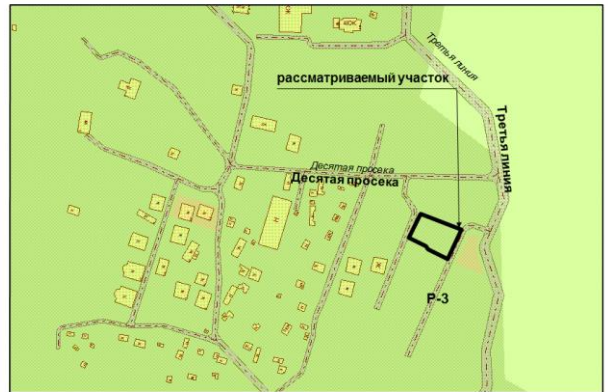 Третья линия
рассматриваемый участок
Третья линия
Десятая просека
Десятая просека
Р-3